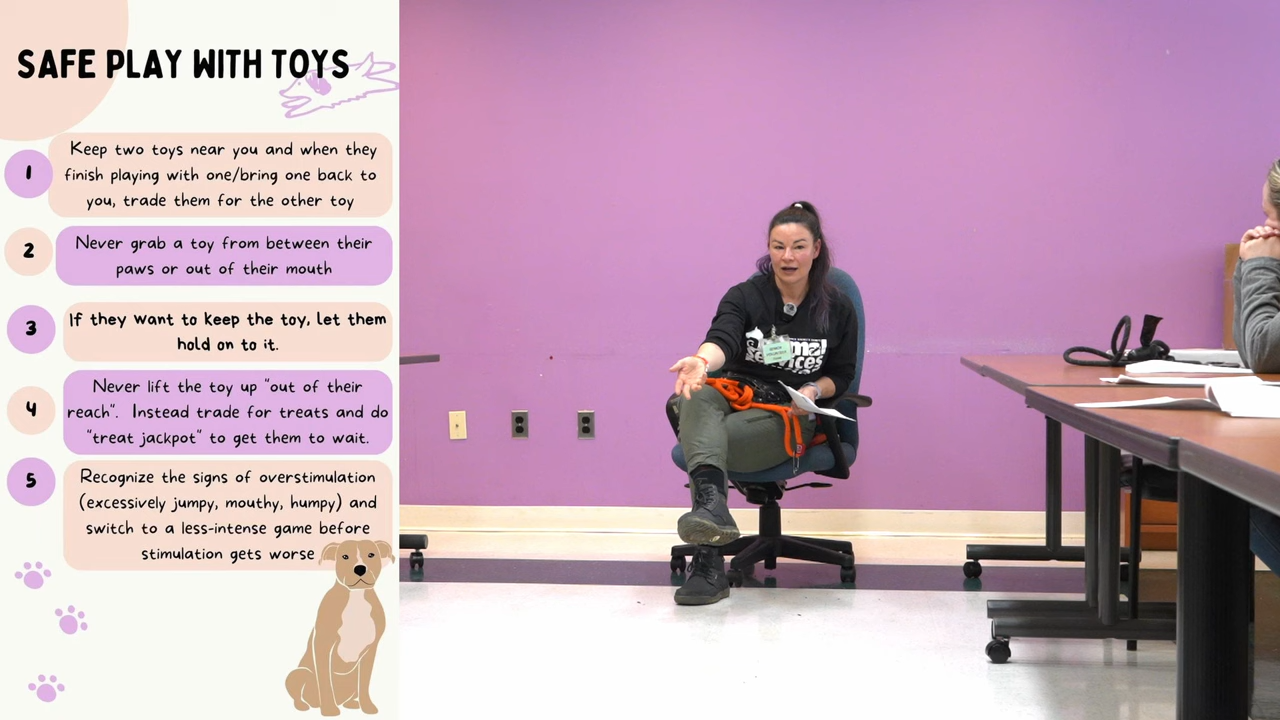 SAFE PLAY WITH TOYS
1
Keep two toys near you and when they
finish playing with one/bring one back to
you, trade them for the other toy
2
Never grab a toy from between their
paws or out of their mouth
3
If they want to keep the toy, let them
hold on to it.
4
Never lift the toy up "out of their
reach". Instead trade for treats and do
"treat jackpot" to get them to wait.
5
Recognize the signs of overstimulation
(excessively jumpy, mouthy, humpy) and
switch to a less-intense game before
stimulation gets worse